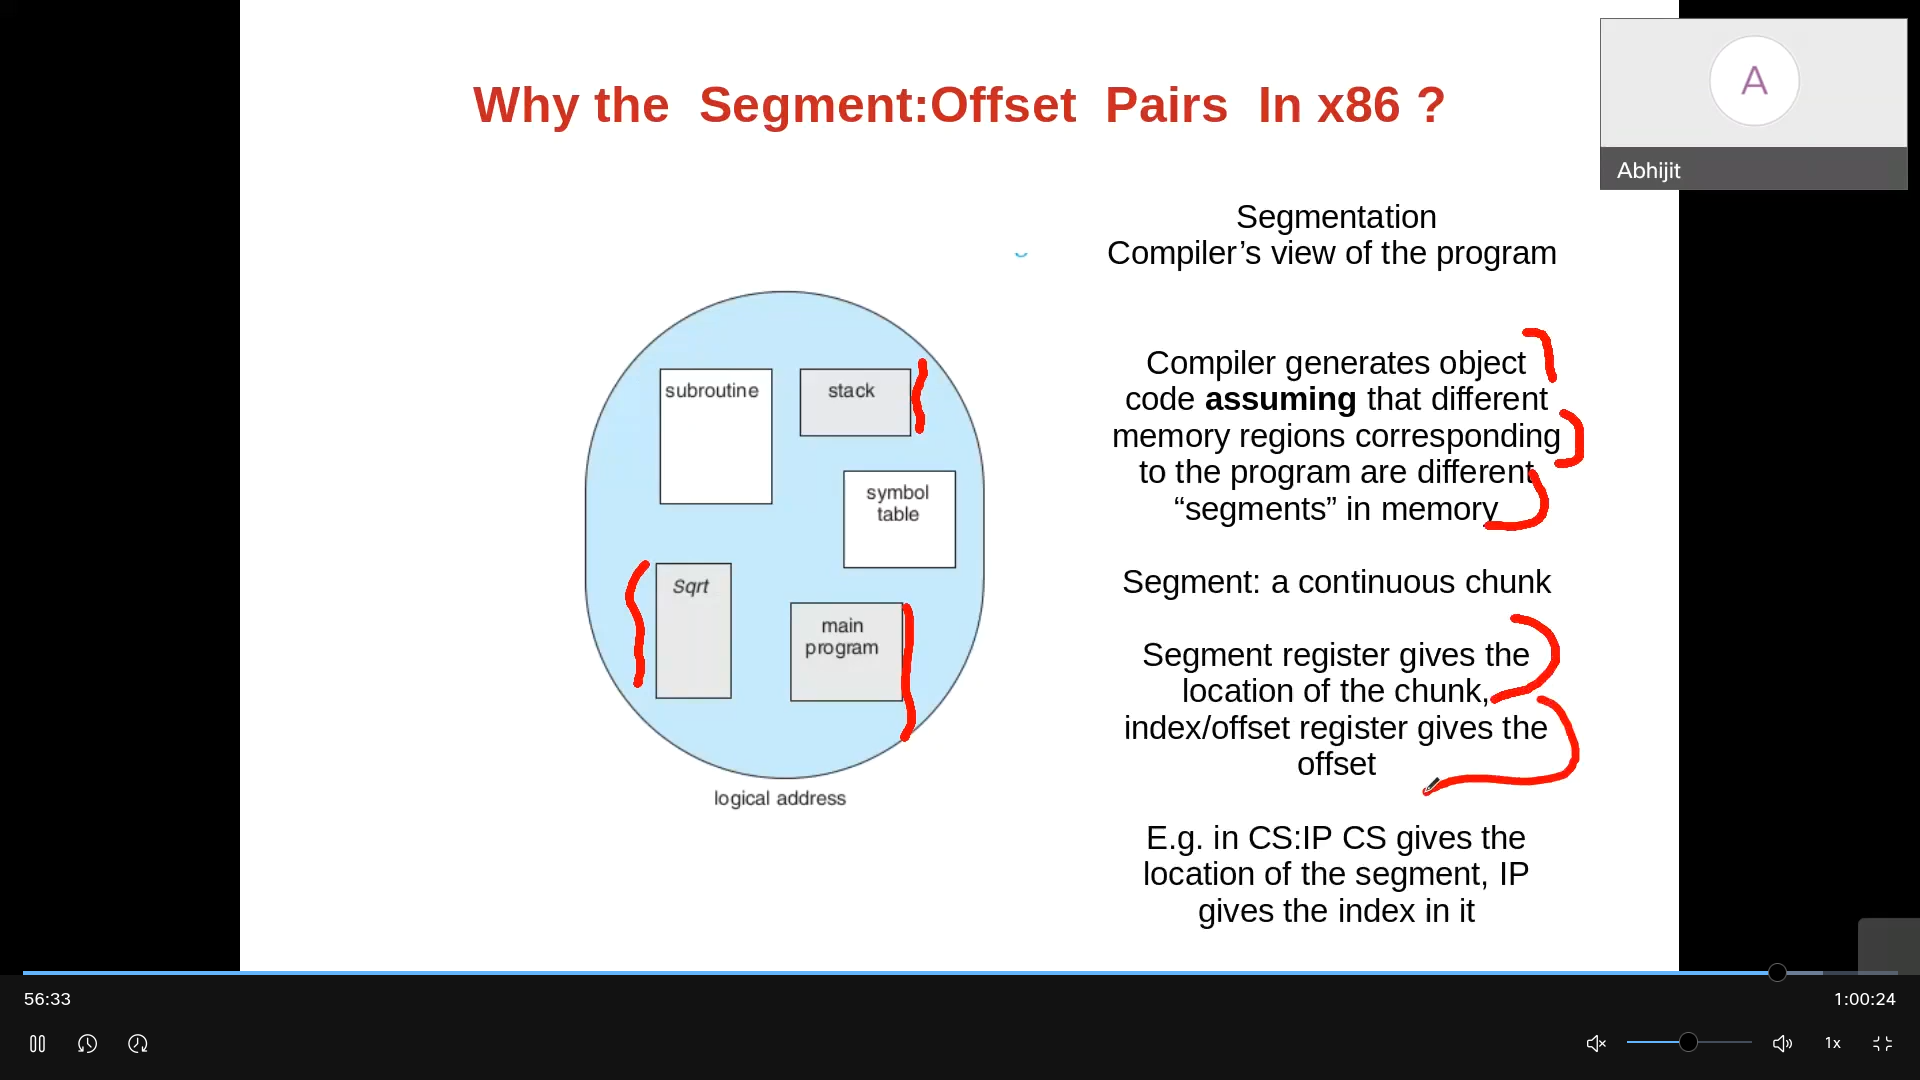 Why the Segment:Offset Pairs In x86 ?
A
Abhijit
Segmentation
Compiler’s view of the program
Compiler generates object
code assuming that different
memory regions corresponding
to the program are different
“segments” in memory
Segment: a continuous chunk
Segment register gives the
location of the chunk,
index/offset register gives the
offset
E.g. in CS:IP CS gives the
location of the segment, IP
gives the index in it
subroutine
stack
symbol
table
Sqrt
main
program
logical address
56:33
1:00:24
1x